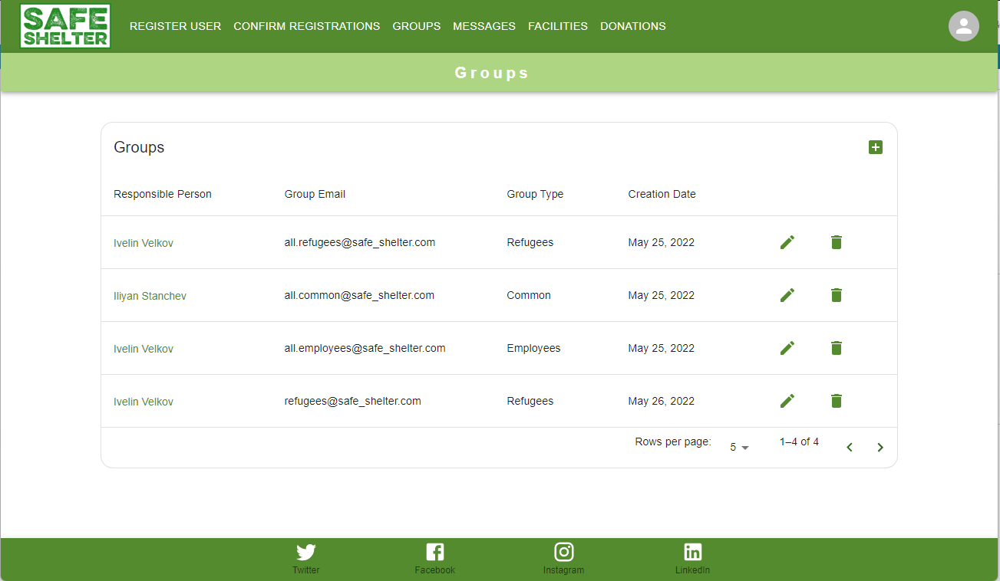 SAFE
SHELTER
REGISTER USER CONFIRM REGISTRATIONS GROUPS MESSAGES FACILITIES DONATIONS
Groups
Groups
Responsible Person Group Email Group Type Creation Date
Ivelin Velkov all.refugees@safe_shelter.com Refugees May 25, 2022
Iliyan Stanchev all.common@safe_shelter.com Common May 25, 2022
Ivelin Velkov all.employees@safe_shelter.com Employees May 25, 2022
Ivelin Velkov refugees@safe_shelter.com Refugees May 26, 2022
Rows per page: 5 1–4 of 4
Twitter Facebook Instagram LinkedIn